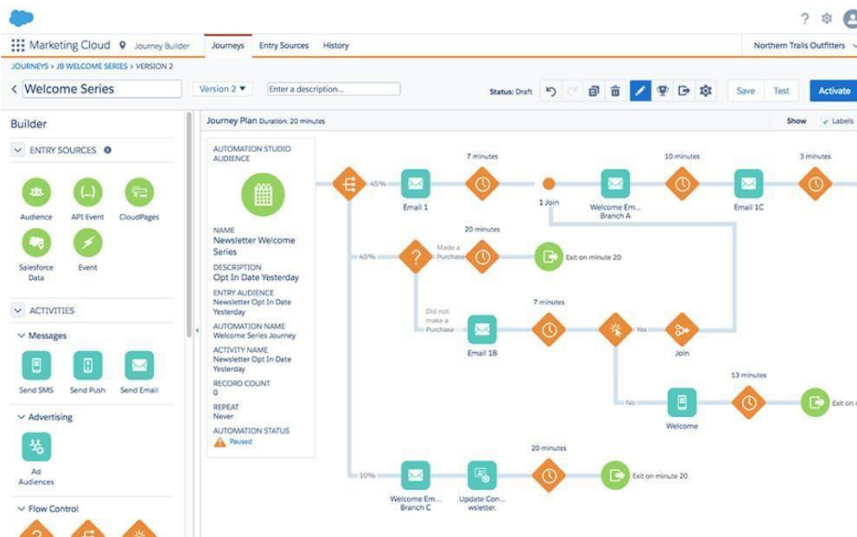 Marketing Cloud
Journey Builder
Journeys
Entry Sources
History
Northern Trails Outfitters
JOURNEYS > JB WELCOME SERIES > VERSION 2
Welcome Series
Version 2
Enter a description...
Status: Draft
Save
Test
Activate
Builder
Journey Plan Duration: 20 minutes
Show
Labels
ENTRY SOURCES
Audience
API Event
CloudPages
Salesforce
Data
Event
ACTIVITIES
Messages
Send SMS
Send Push
Send Email
Advertising
Ad
Audiences
Flow Control
AUTOMATION STUDIO
AUDIENCE
NAME
Newsletter Welcome
Series
DESCRIPTION
Opt In Date Yesterday
ENTRY AUDIENCE
Newsletter Opt In Date
Yesterday
AUTOMATION NAME
Welcome Series Journey
ACTIVITY NAME
Newsletter Opt In Date
Yesterday
RECORD COUNT
0
REPEAT
Never
AUTOMATION STATUS
Paused
45%
Email 1
7 minutes
1 Join
Welcome Em...
Branch A
10 minutes
Email 1C
3 minutes
45%
Made a
Purchase
20 minutes
Exit on minute 20
Did not
make a
Purchase
Email 1B
7 minutes
Yes
Join
No
Welcome
13 minutes
Exit on
10%
Welcome Em...
Branch C
Update Con...
wsletter.
20 minutes
Exit on minute 20